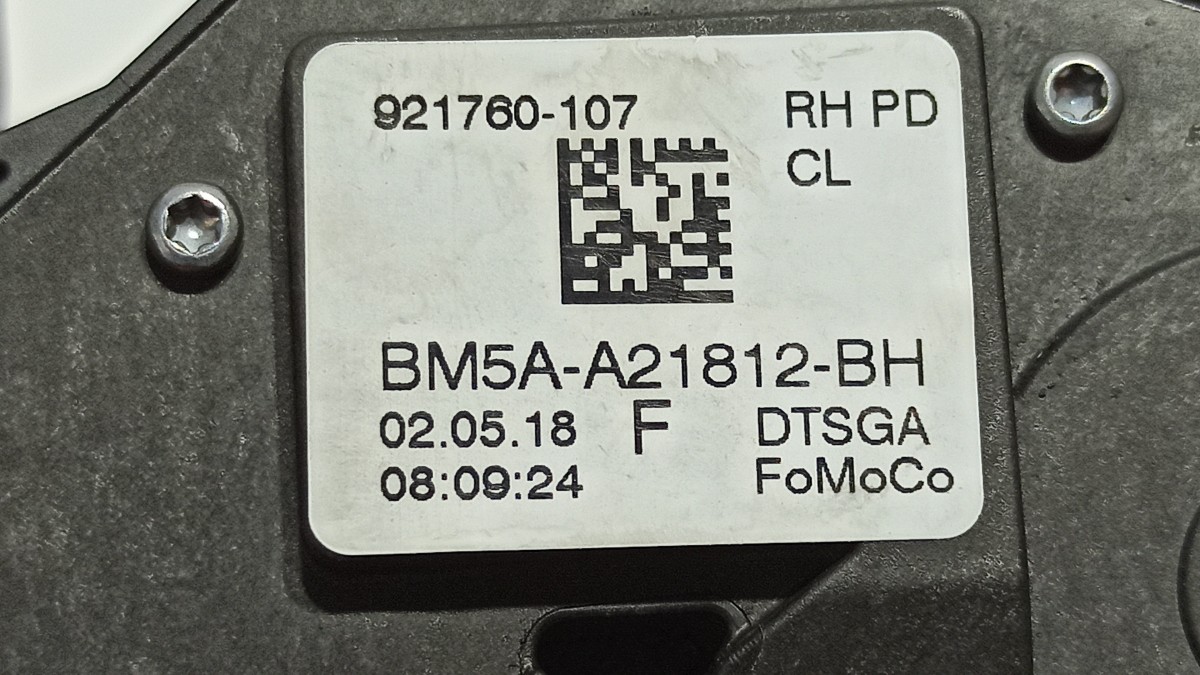 921760-107 RH PD
CL
BM5A-A21812-BH
02.05.18 F DTSGA
08:09:24 FoMoCo